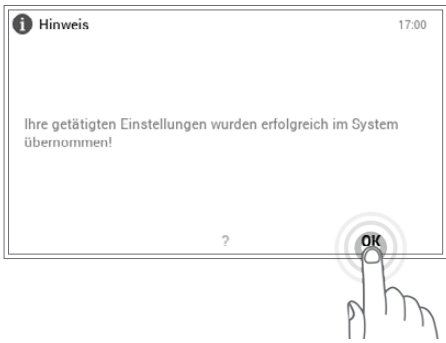 i Hinweis 17:00
Ihre getätigten Einstellungen wurden erfolgreich im System
übernommen!
? OK